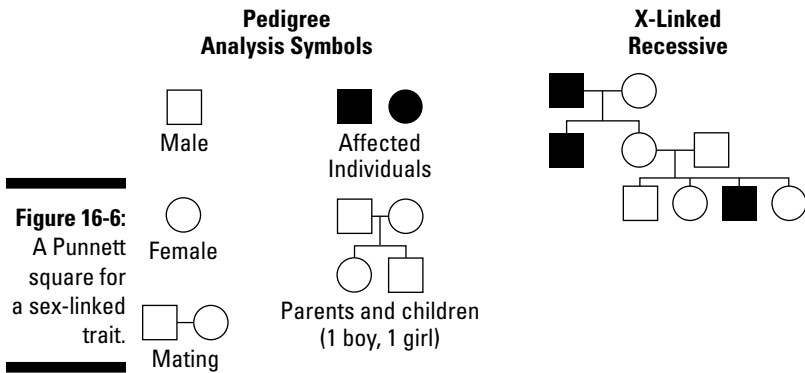 Pedigree
Analysis Symbols
X-Linked
Recessive
Male
Affected
Individuals
Figure 16-6:
A Punnett
square for
a sex-linked
trait.
Female
Mating
Parents and children
(1 boy, 1 girl)